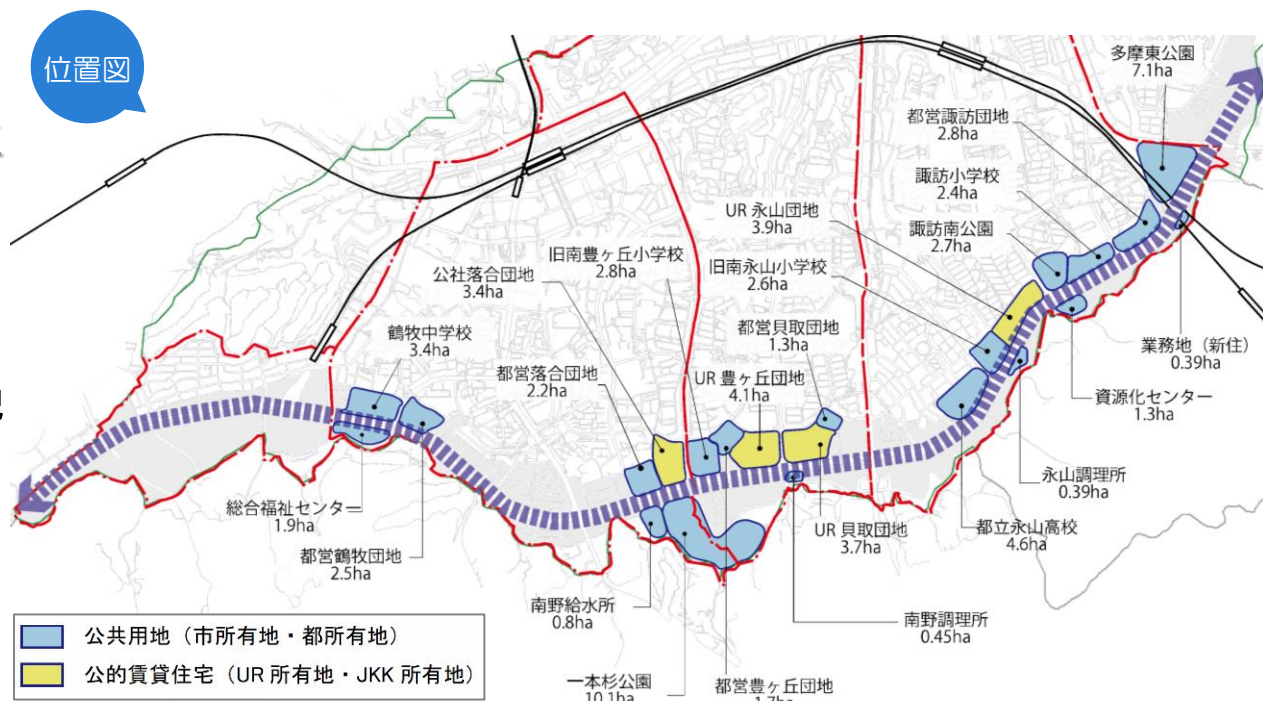 位置図
多摩東公園
7.1ha
都営諏訪団地
2.8ha
諏訪小学校
2.4ha
UR 永山団地
3.9ha
諏訪南公園
2.7ha
旧南豊ヶ丘小学校
2.8ha
旧南永山小学校
2.6ha
公社落合団地
3.4ha
都営貝取団地
1.3ha
鶴牧中学校
3.4ha
業務地（新住）
0.39ha
都営落合団地
2.2ha
UR 豊ヶ丘団地
4.1ha
資源化センター
1.3ha
永山調理所
0.39ha
総合福祉センター
1.9ha
都営鶴牧団地
2.5ha
UR 貝取団地
3.7ha
都立永山高校
4.6ha
南野給水所
0.8ha
南野調理所
0.45ha
一本杉公園
10.1ha
都営豊ヶ丘団地
1.7ha
公共用地（市所有地・都所有地）
公的賃貸住宅（UR 所有地・JKK 所有地）